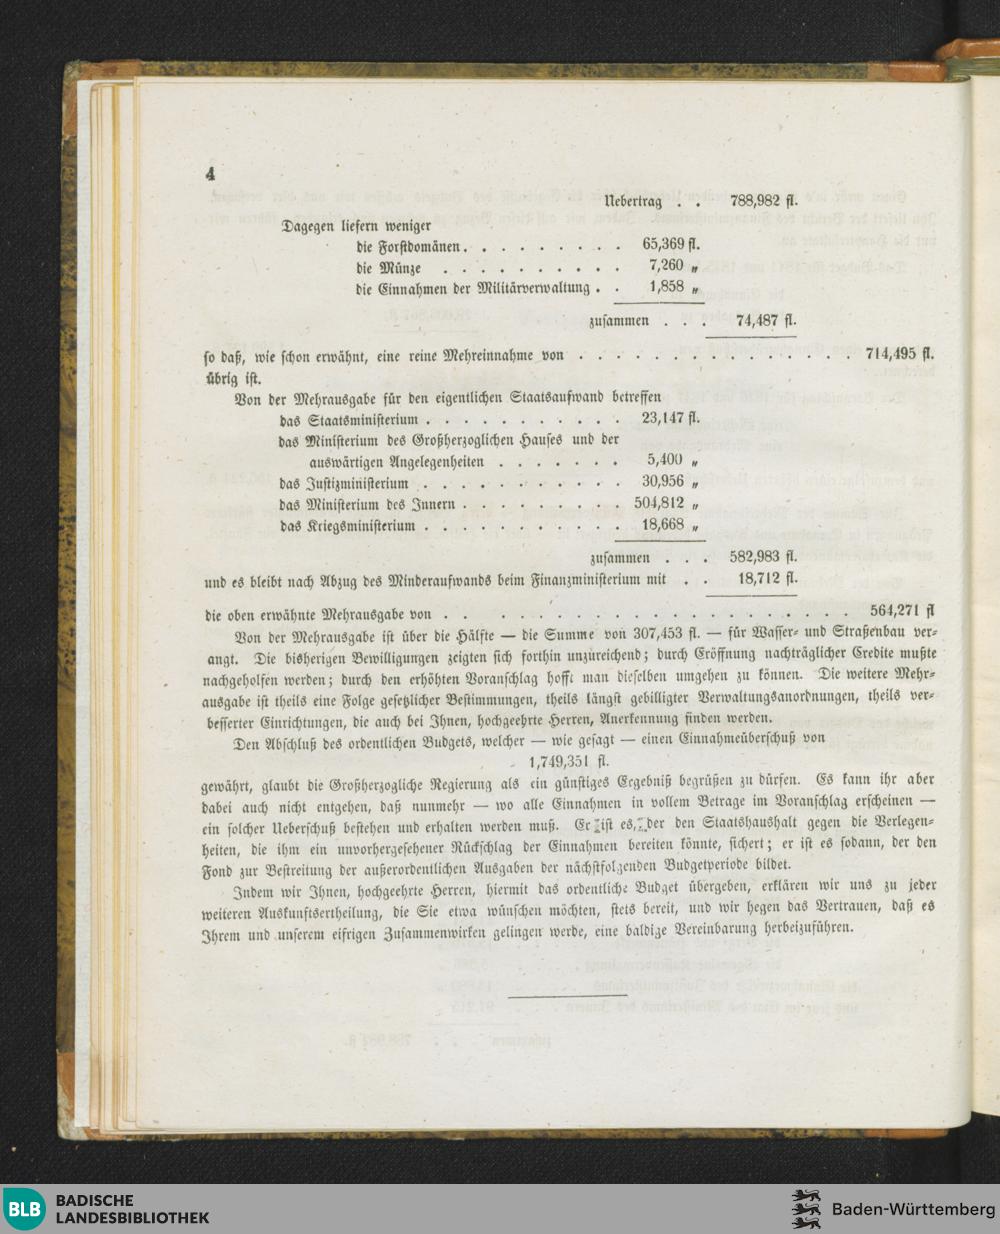 4
Uebertrag . . 788,982 fl.
Dagegen liefern weniger
die Forstdomänen . . . . . . . . 65,369 fl.
die Münze . . . . . . . . . . 7,260 „
die Einnahmen der Militärverwaltung . . 1,858 „
zusammen . . . 74,487 fl.
so daß, wie schon erwähnt, eine reine Mehreinnahme von . . . . . . . . . . . . . . . 714,495 fl.
übrig ist.
Von der Mehrausgabe für den eigentlichen Staatsaufwand betreffen
das Staatsministerium . . . . . . . . . . 23,147 fl.
das Ministerium des Großherzoglichen Hauses und der
auswärtigen Angelegenheiten . . . . . . . 5,400 „
das Justizministerium . . . . . . . . . . 30,956 „
das Ministerium des Innern . . . . . . . . 504,812 „
das Kriegsministerium . . . . . . . . . . 18,668 „
zusammen . . . 582,983 fl.
und es bleibt nach Abzug des Minderaufwands beim Finanzministerium mit . . 18,712 fl.
die oben erwähnte Mehrausgabe von . . . . . . . . . . . . . . . . . 564,271 fl
Von der Mehrausgabe ist über die Hälfte — die Summe von 307,453 fl. — für Wasser- und Straßenbau ver-
angt. Die bisherigen Bewilligungen zeigten sich forthin unzureichend; durch Eröffnung nachträglicher Credite mußte
nachgeholfen werden; durch den erhöhten Voranschlag hofft man dieselben umgehen zu können. Die weitere Mehr-
ausgabe ist theils eine Folge gesetzlicher Bestimmungen, theils längst gebilligter Verwaltungsanordnungen, theils ver-
besserter Einrichtungen, die auch bei Ihnen, hochgeehrte Herren, Anerkennung finden werden.
Den Abschluß des ordentlichen Budgets, welcher — wie gesagt — einen Einnahmeüberschuß von
1,749,351 fl.
gewährt, glaubt die Großherzogliche Regierung als ein günstiges Ergebniß begrüßen zu dürfen. Es kann ihr aber
dabei auch nicht entgehen, daß nunmehr — wo alle Einnahmen in vollem Betrage im Voranschlag erscheinen —
ein solcher Ueberschuß bestehen und erhalten werden muß. Er ist es, der den Staatshaushalt gegen die Verlegen-
heiten, die ihm ein unvorhergesehener Rückschlag der Einnahmen bereiten könnte, sichert; er ist es sodann, der den
Fond zur Bestreitung der außerordentlichen Ausgaben der nächstfolgenden Budgetperiode bildet.
Indem wir Ihnen, hochgeehrte Herren, hiermit das ordentliche Budget übergeben, erklären wir uns zu jeder
weiteren Auskunftsertheilung, die Sie etwa wünschen möchten, stets bereit, und wir hegen das Vertrauen, daß es
Ihrem und unserem eifrigen Zusammenwirken gelingen werde, eine baldige Vereinbarung herbeizuführen.
BLB BADISCHE
LANDESBIBLIOTHEK
Baden-Württemberg